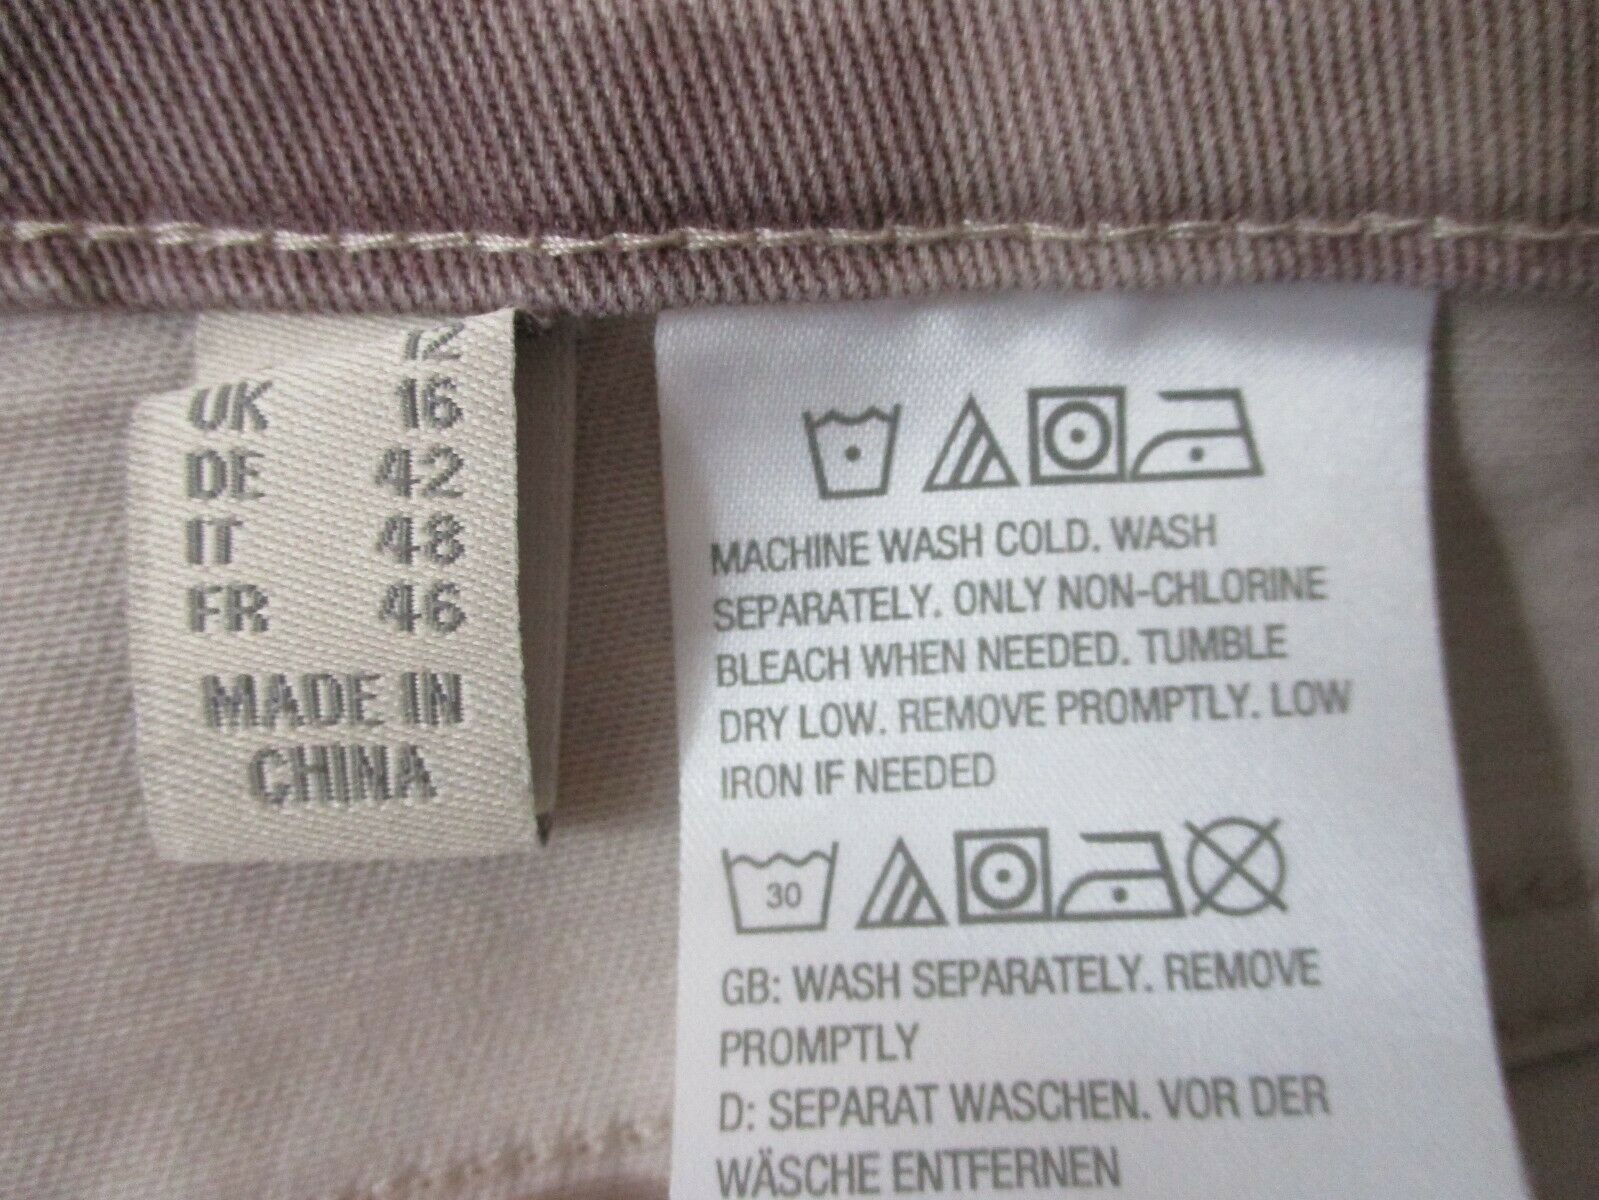 12
UK 16
DE 42
IT 48
FR 46
MADE IN
CHINA
MACHINE WASH COLD. WASH
SEPARATELY. ONLY NON-CHLORINE
BLEACH WHEN NEEDED. TUMBLE
DRY LOW. REMOVE PROMPTLY. LOW
IRON IF NEEDED
30
GB: WASH SEPARATELY. REMOVE
PROMPTLY
D: SEPARAT WASCHEN. VOR DER
WÄSCHE ENTFERNEN